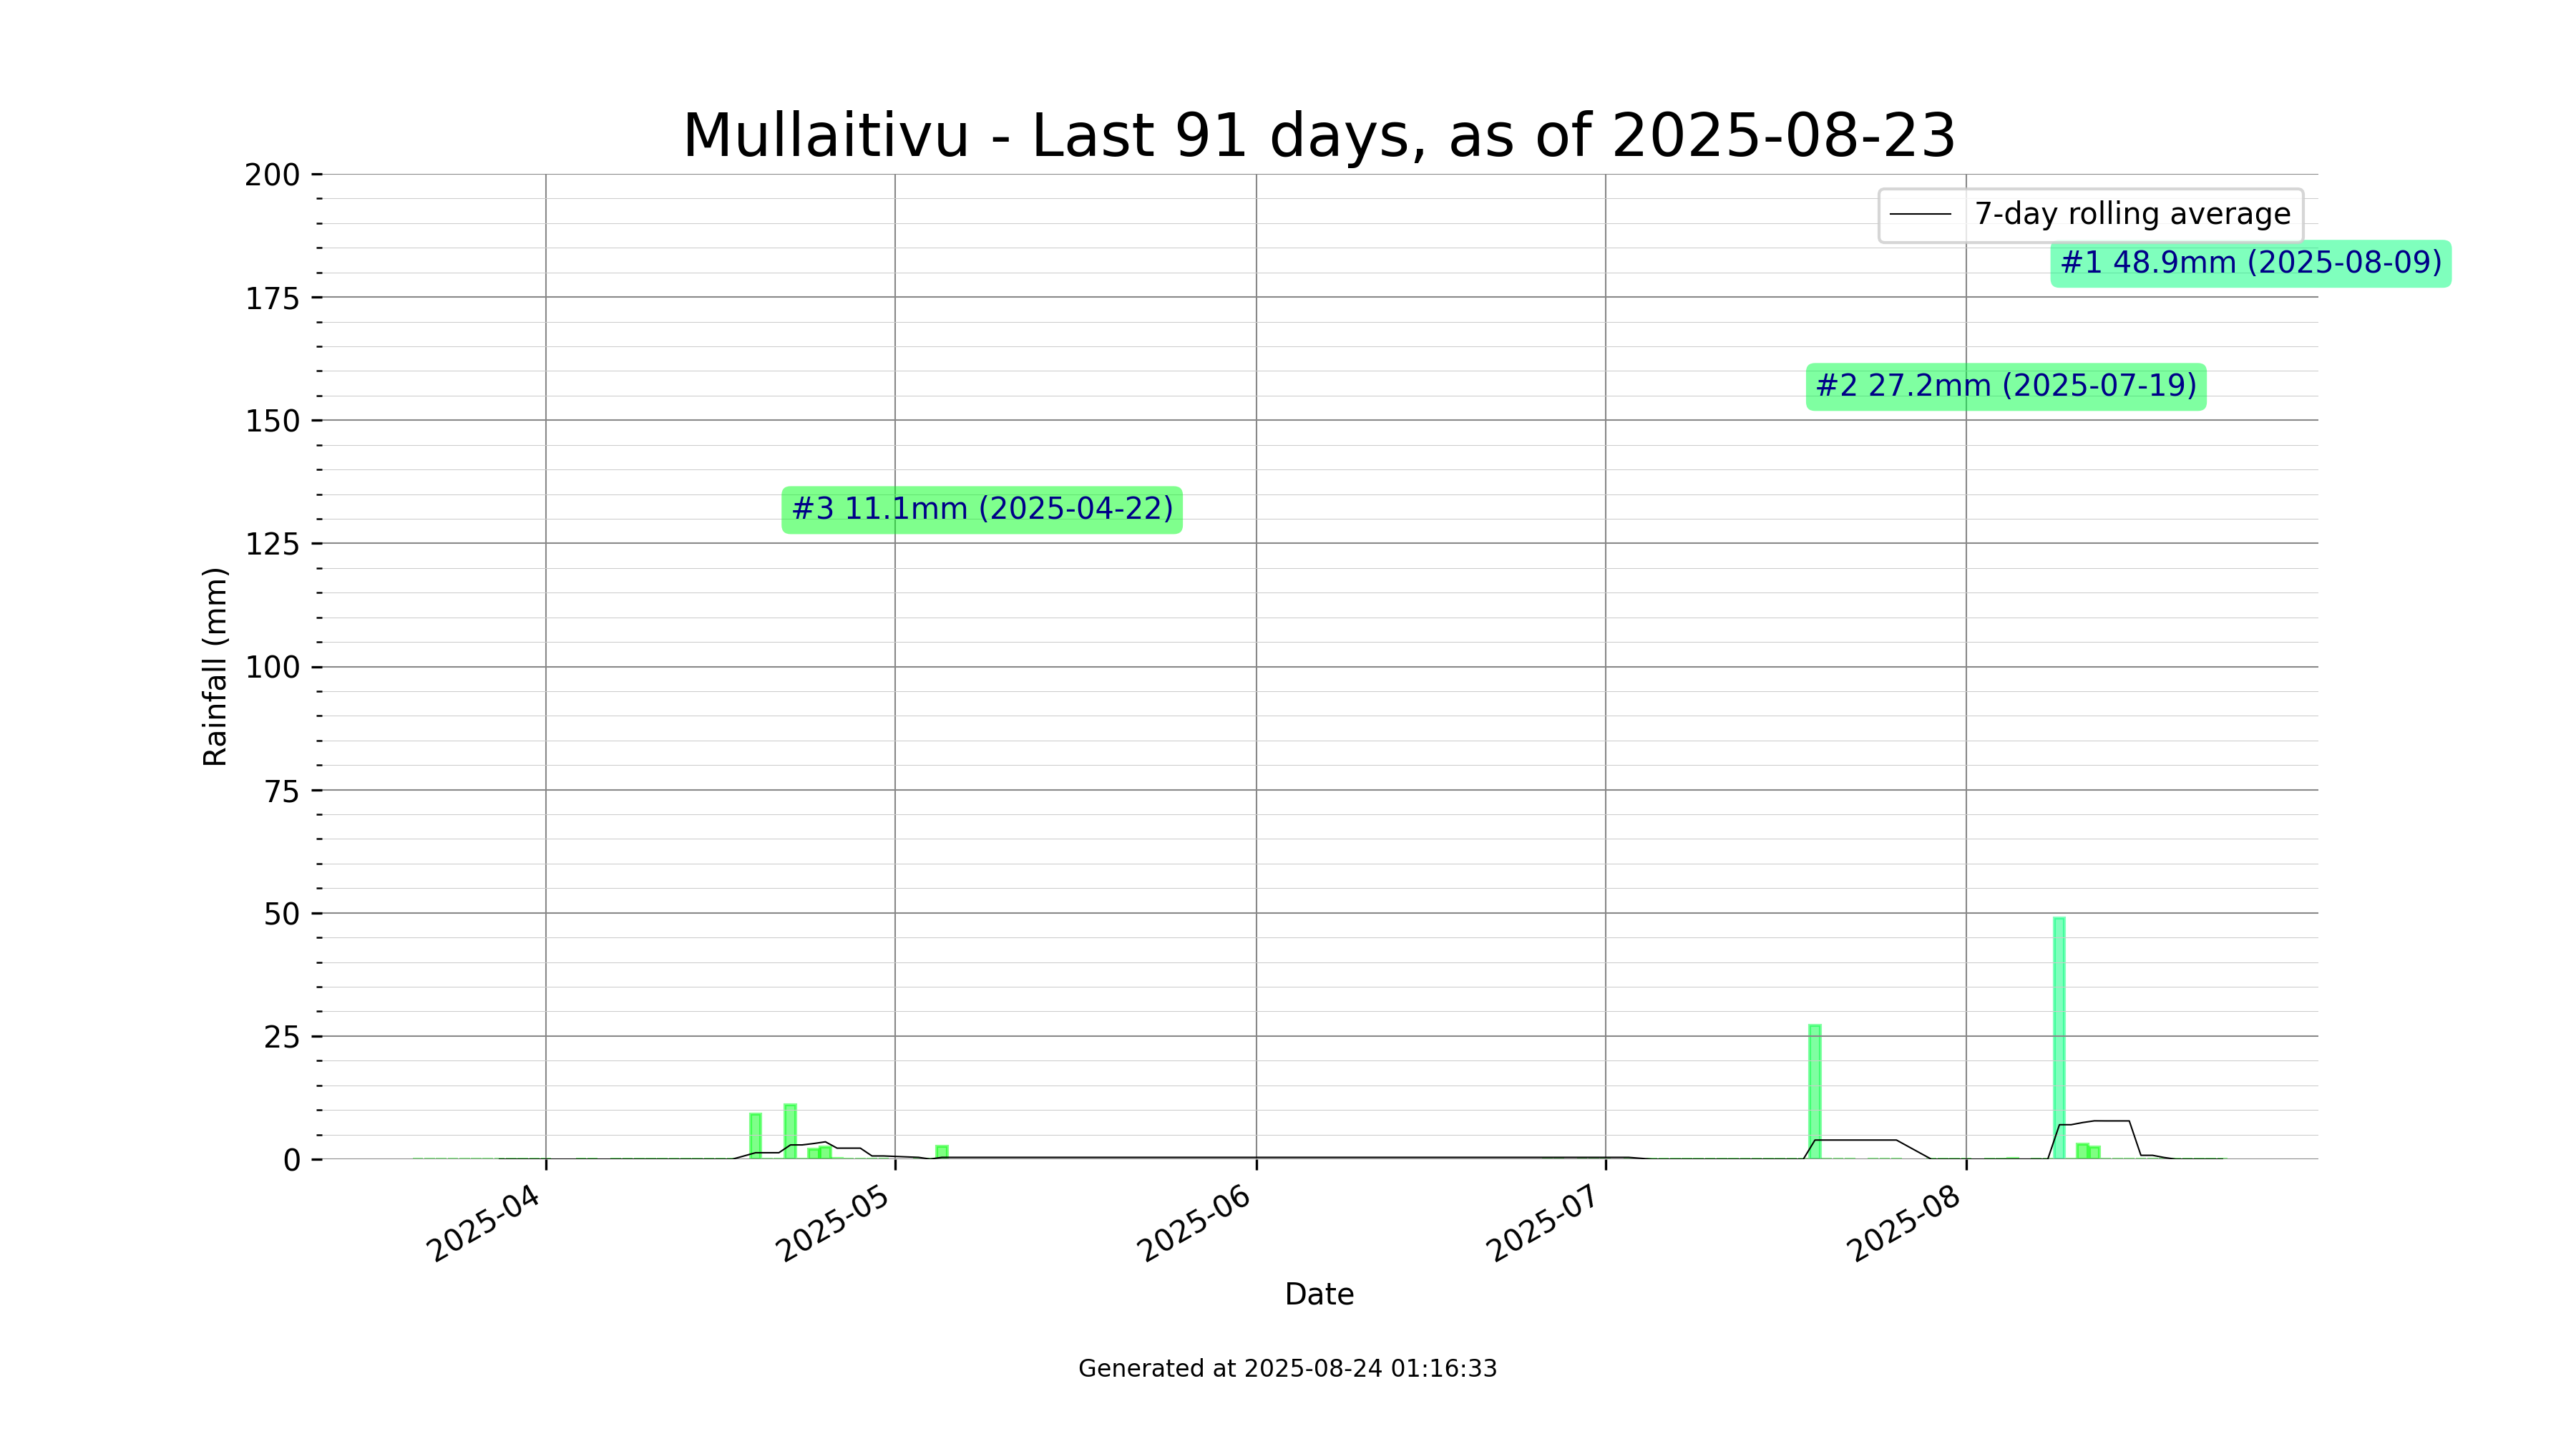 Mullaitivu - Last 91 days, as of 2025-08-23
200
175
150
125
100
75
50
25
0
Rainfall (mm)
7-day rolling average
#1 48.9mm (2025-08-09)
#2 27.2mm (2025-07-19)
#3 11.1mm (2025-04-22)
2025-04
2025-05
2025-06
2025-07
2025-08
Date
Generated at 2025-08-24 01:16:33